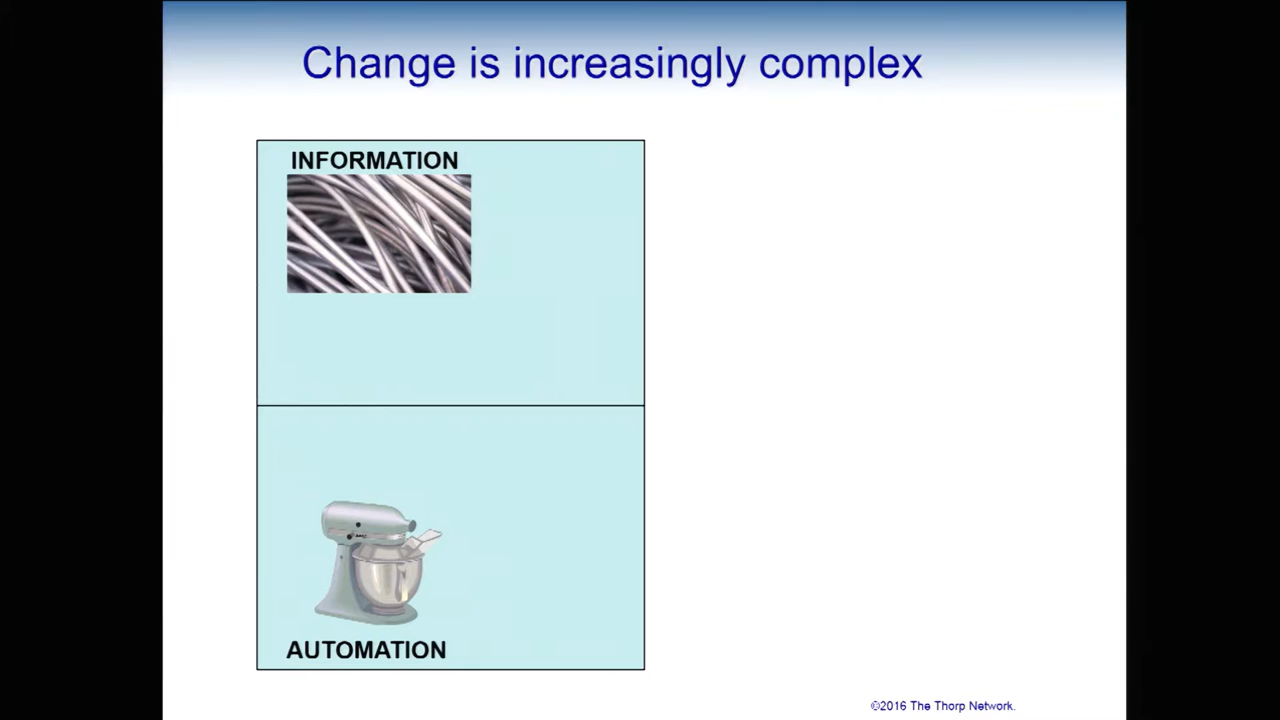 Change is increasingly complex
INFORMATION
AUTOMATION
©2016 The Thorp Network.